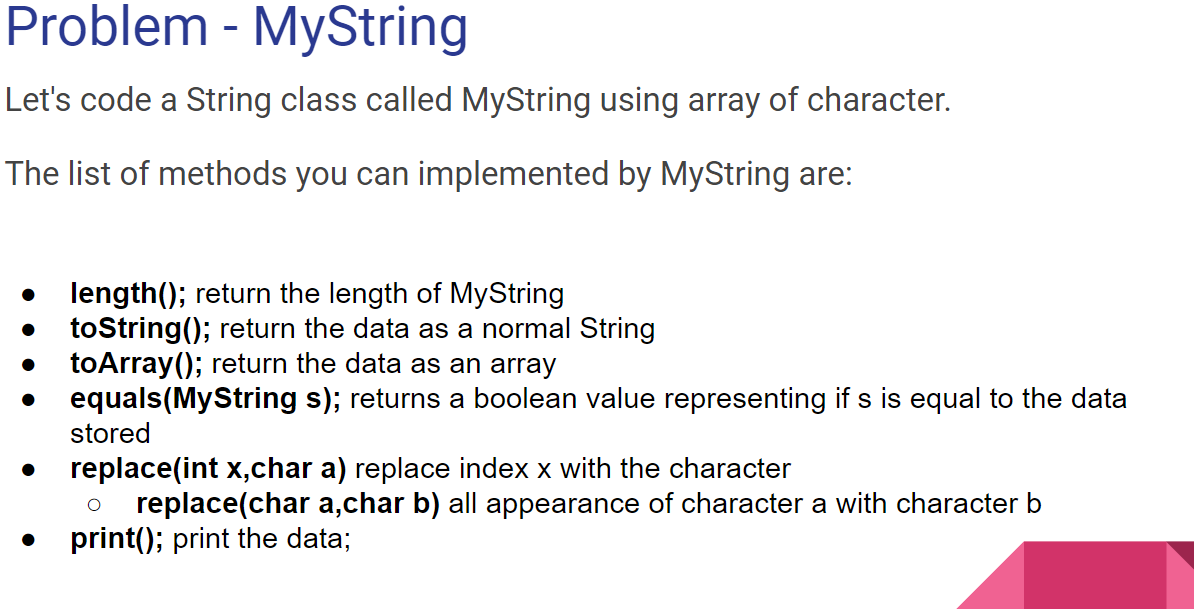 Problem - MyString
Let's code a String class called MyString using array of character.
The list of methods you can implemented by MyString are:
● length(); return the length of MyString
● toString(); return the data as a normal String
● toArray(); return the data as an array
● equals(MyString s); returns a boolean value representing if s is equal to the data
stored
● replace(int x,char a) replace index x with the character
○ replace(char a,char b) all appearance of character a with character b
● print(); print the data;